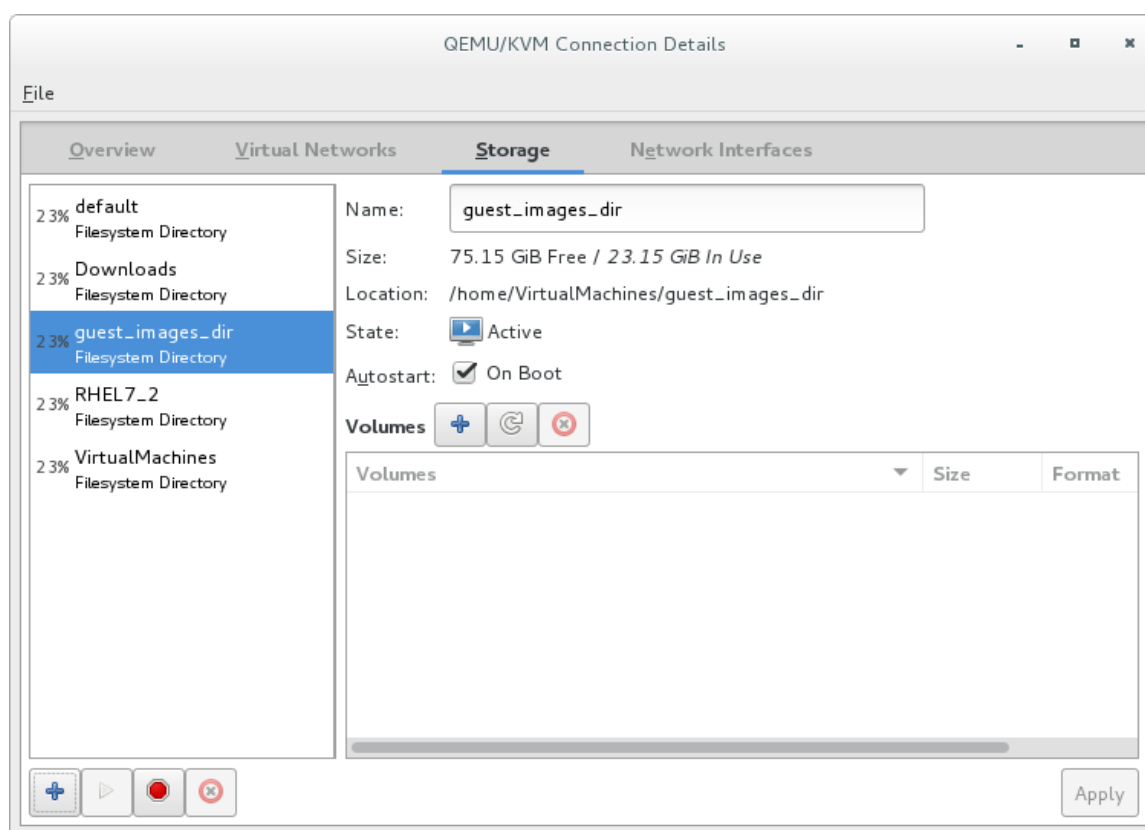 QEMU/KVM Connection Details
File
Overview Virtual Networks Storage Network Interfaces
23% default
Filesystem Directory
23% Downloads
Filesystem Directory
23% guest_images_dir
Filesystem Directory
23% RHEL7_2
Filesystem Directory
23% VirtualMachines
Filesystem Directory
Name: guest_images_dir
Size: 75.15 GiB Free / 23.15 GiB In Use
Location: /home/VirtualMachines/guest_images_dir
State: Active
Autostart: On Boot
Volumes
Volumes Size Format
Apply